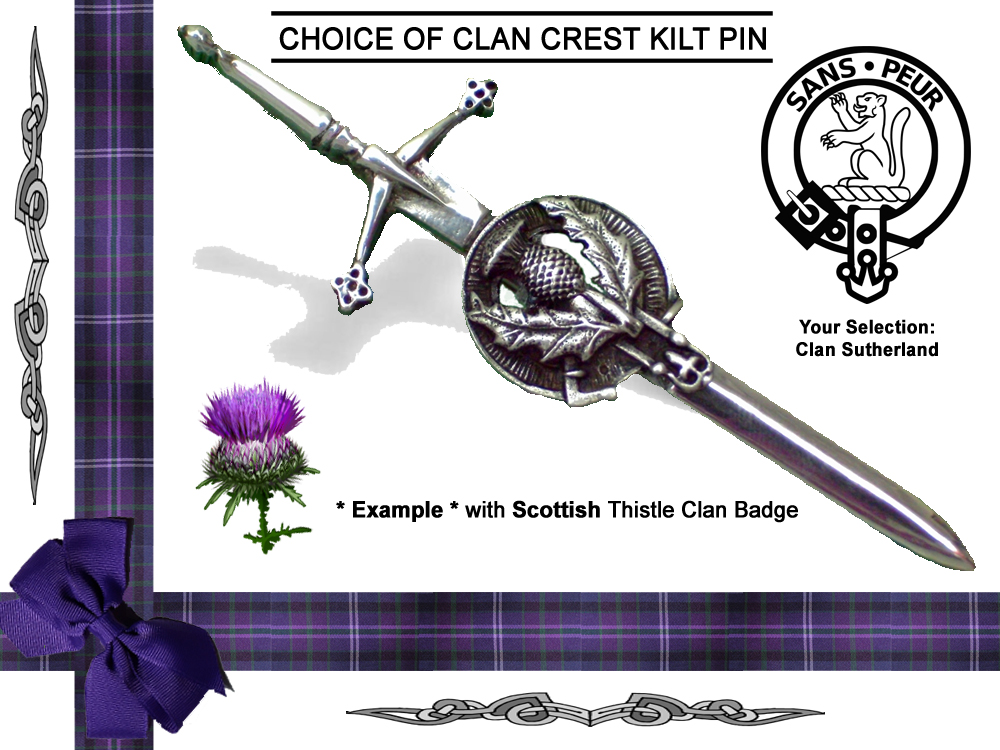 CHOICE OF CLAN CREST KILT PIN
SANS • PEUR
Your Selection:
Clan Sutherland
* Example * with Scottish Thistle Clan Badge